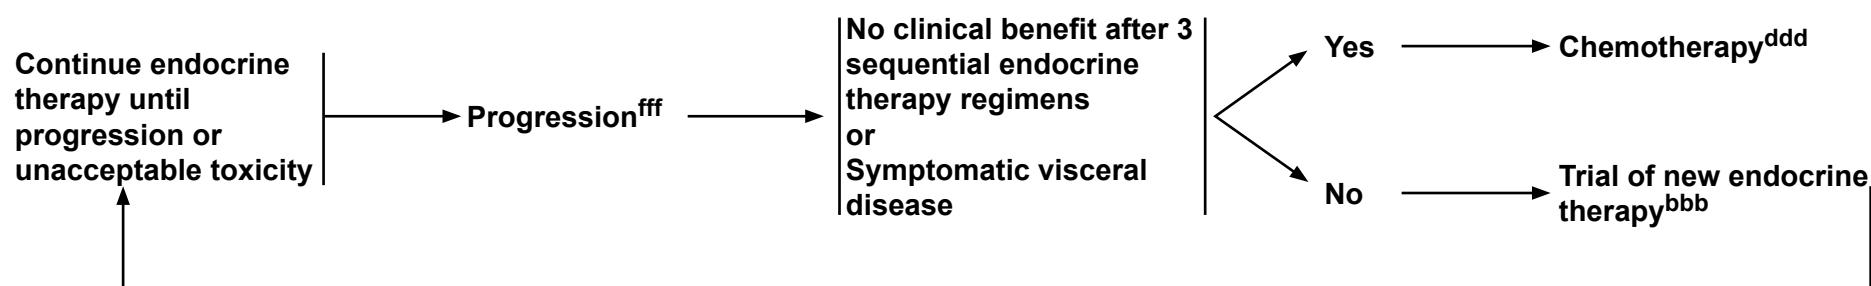 Continue endocrine
therapy until
progression or
unacceptable toxicity
Progressionfff
No clinical benefit after 3
sequential endocrine
therapy regimens
or
Symptomatic visceral
disease
Yes
Chemotherapyddd
No
Trial of new endocrine
therapybbb